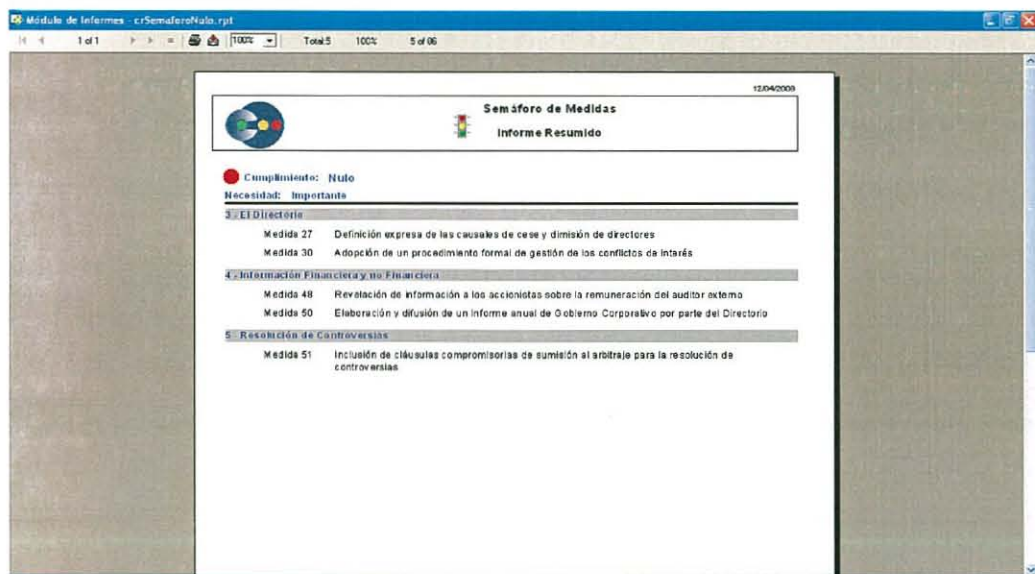 Módulo de Informes - crSemaforoNulo.rpt
1 of 1 100% Total:5 100% 5 of 86
12/04/2008
Semáforo de Medidas
Informe Resumido
Cumplimiento: Nulo
Necesidad: Importante
3 - El Directorio
Medida 27 Definición expresa de las causales de cese y dimisión de directores
Medida 30 Adopción de un procedimiento formal de gestión de los conflictos de interés
4 - Información Financiera y no Financiera
Medida 48 Revelación de información a los accionistas sobre la remuneración del auditor externo
Medida 50 Elaboración y difusión de un Informe anual de Gobierno Corporativo por parte del Directorio
5 - Resolución de Controversias
Medida 51 Inclusión de cláusulas compromisorias de sumisión al arbitraje para la resolución de
controversias